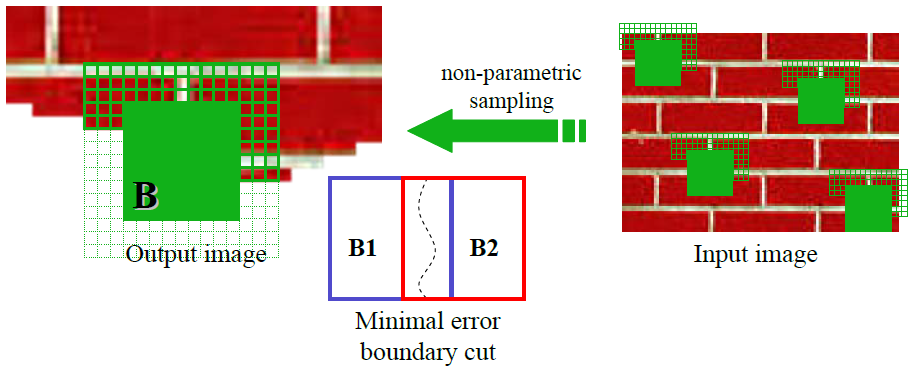 non-parametric
sampling
B
Output image
B1
B2
Input image
Minimal error
boundary cut